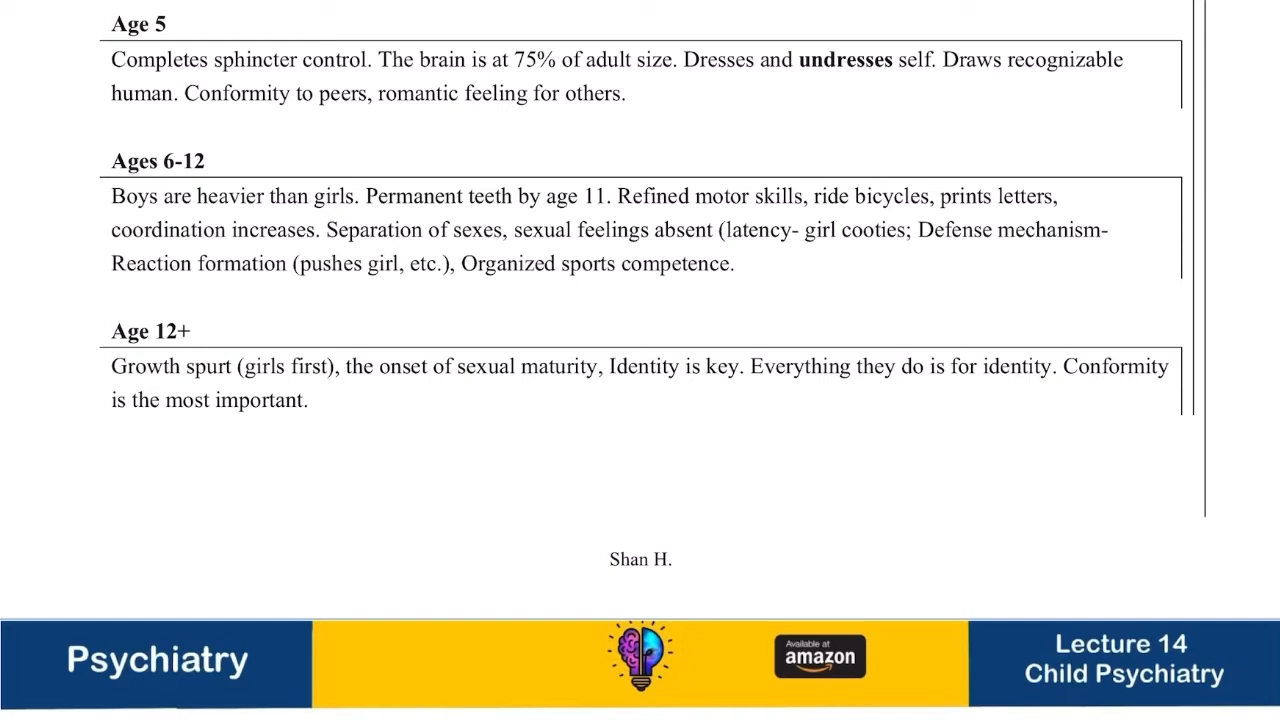 Age 5
Completes sphincter control. The brain is at 75% of adult size. Dresses and undresses self. Draws recognizable
human. Conformity to peers, romantic feeling for others.
Ages 6-12
Boys are heavier than girls. Permanent teeth by age 11. Refined motor skills, ride bicycles, prints letters,
coordination increases. Separation of sexes, sexual feelings absent (latency- girl cooties; Defense mechanism-
Reaction formation (pushes girl, etc.), Organized sports competence.
Age 12+
Growth spurt (girls first), the onset of sexual maturity, Identity is key. Everything they do is for identity. Conformity
is the most important.
Shan H.
Psychiatry
Available at
amazon
Lecture 14
Child Psychiatry